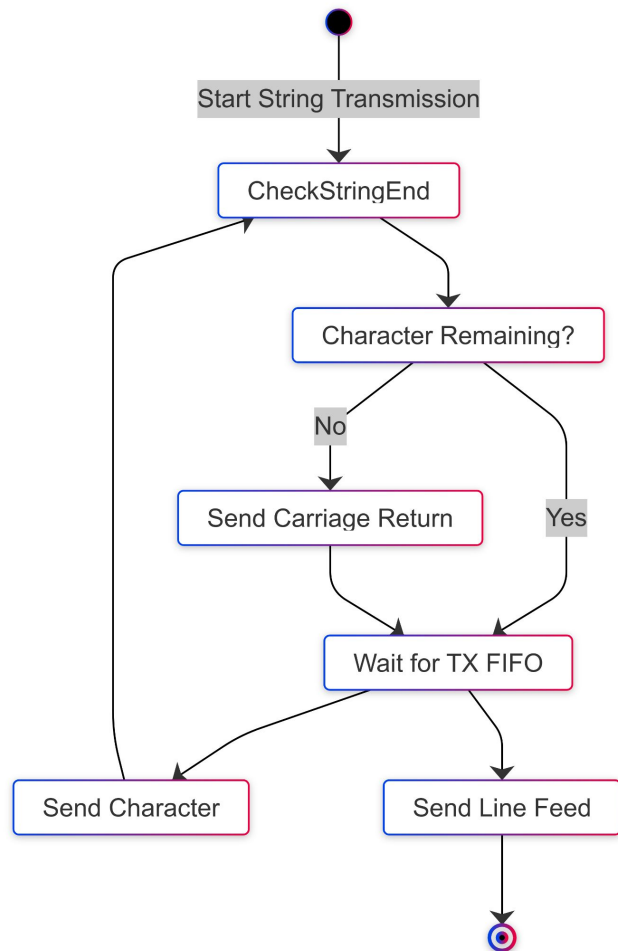 Start String Transmission
CheckStringEnd
Character Remaining?
No
Send Carriage Return
Yes
Wait for TX FIFO
Send Character
Send Line Feed